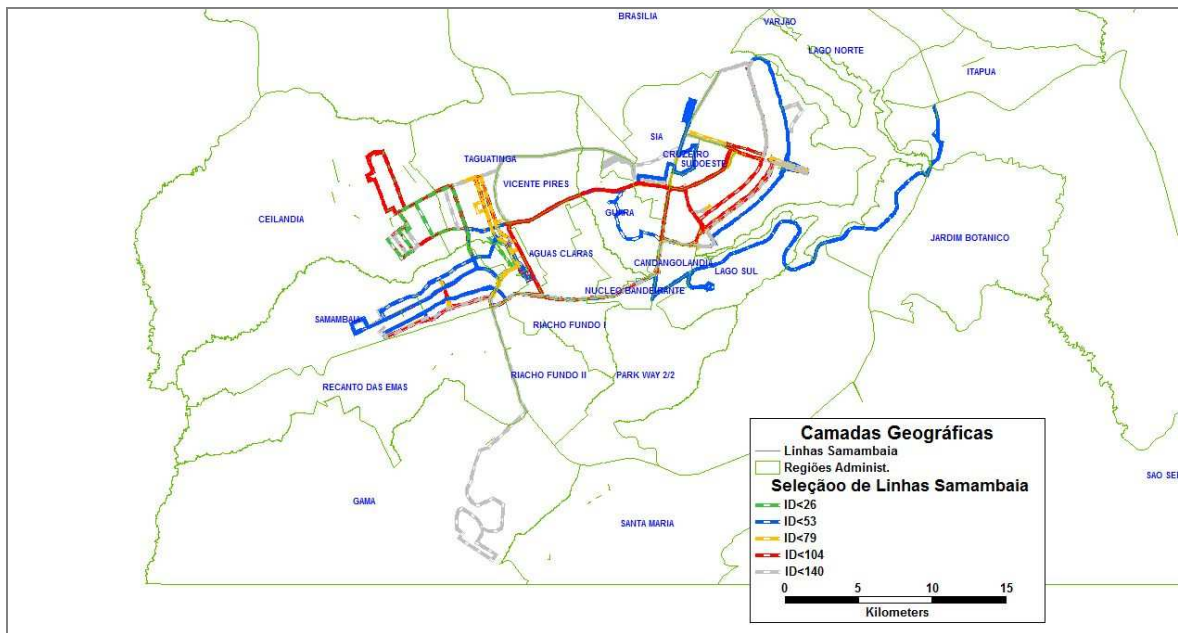 BRASILIA
VARJAO
LAGO NORTE
ITAPUA
SIA
CRUZEIRO
SUDOESTE
TAGUATINGA
VICENTE PIRES
CEILANDIA
GUARA
JARDIM BOTANICO
AGUAS CLARAS
CANDANGOLANDIA
LAGO SUL
NUCLEO BANDEIRANTE
SAMAMBAIA
RIACHO FUNDO I
RECANTO DAS EMAS
RIACHO FUNDO II
PARK WAY 2/2
GAMA
SANTA MARIA
SAO SE
Camadas Geográficas
Linhas Samambaia
Regiões Administ.
Seleçãoo de Linhas Samambaia
ID<26
ID<53
ID<79
ID<104
ID<140
0 5 10 15
Kilometers